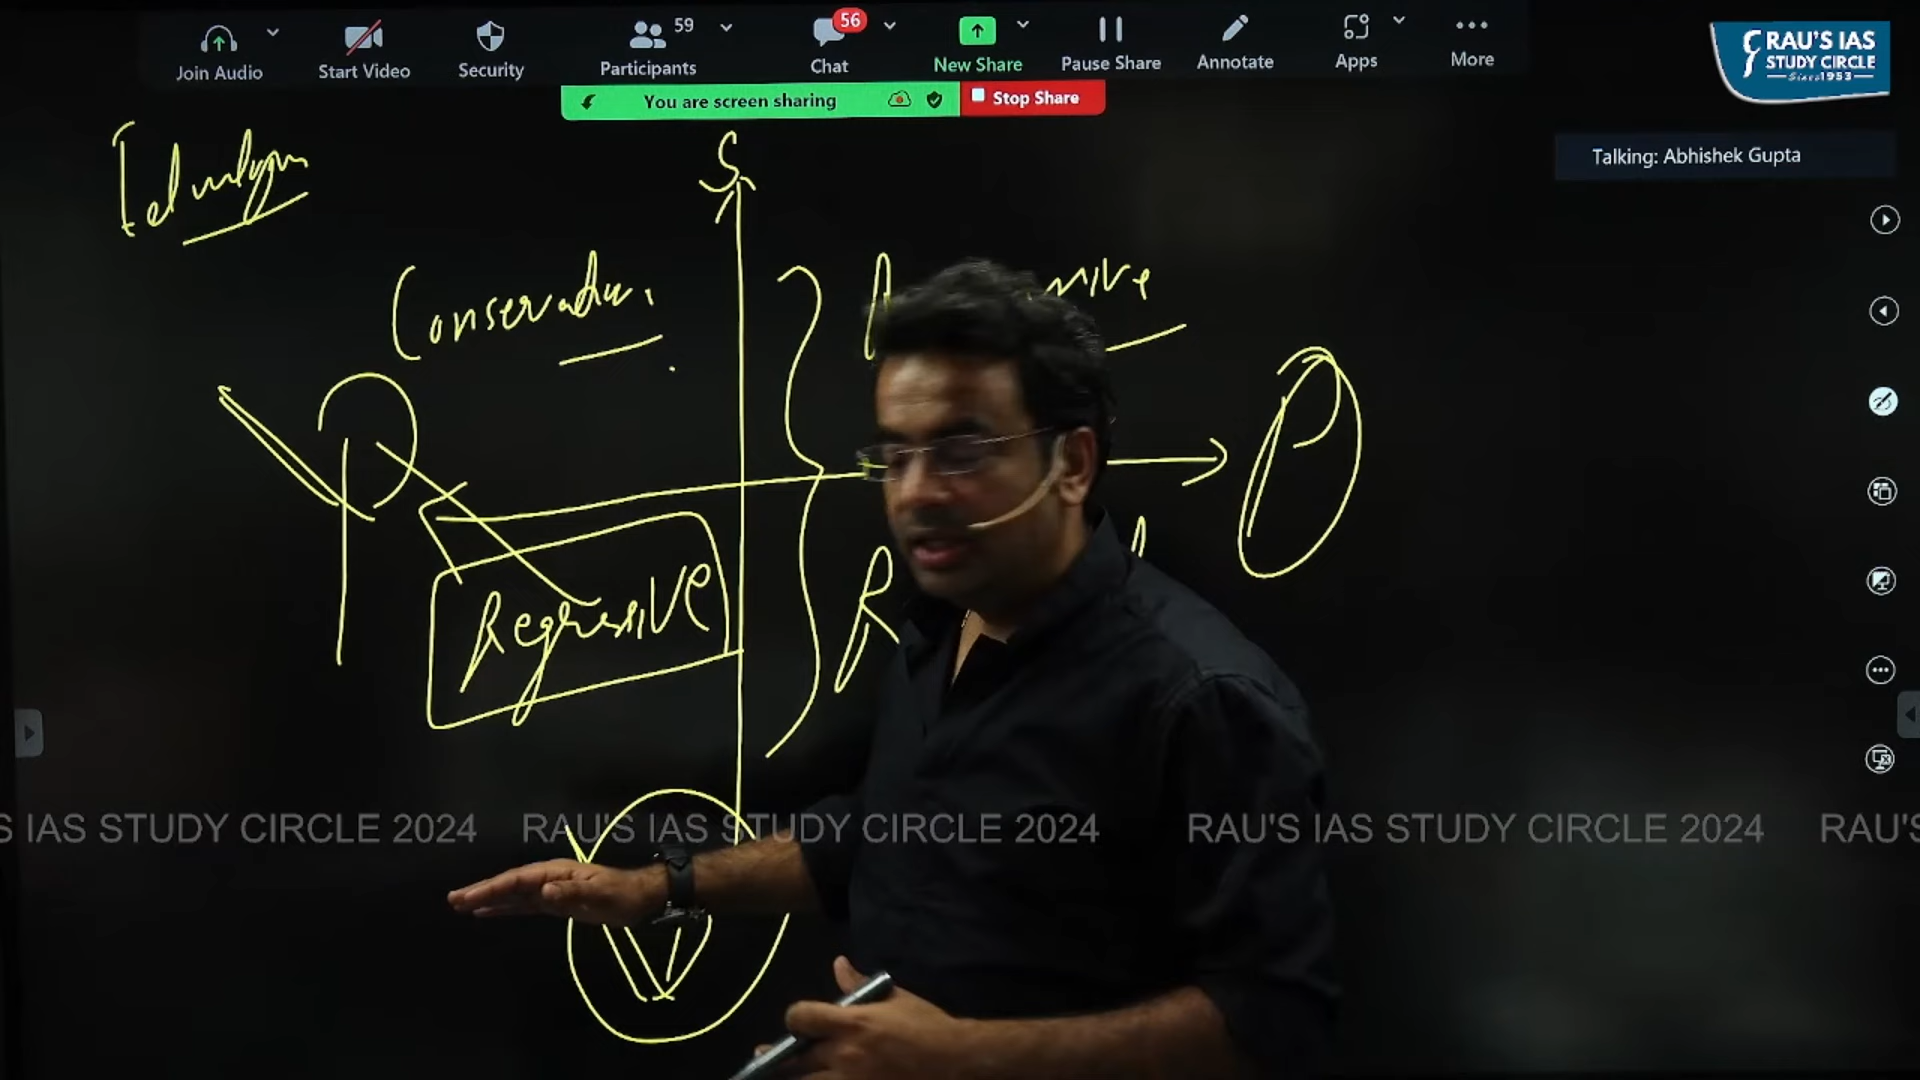 59
56
Join Audio
Start Video
Security
Participants
Chat
New Share
Pause Share
Annotate
Apps
More
RAU'S IAS
STUDY CIRCLE
Since 1953
You are screen sharing
Stop Share
Talking: Abhishek Gupta
S
P
P
Regressive
R
S IAS STUDY CIRCLE 2024 RAU'S IAS STUDY CIRCLE 2024 RAU'S IAS STUDY CIRCLE 2024 RAU'S